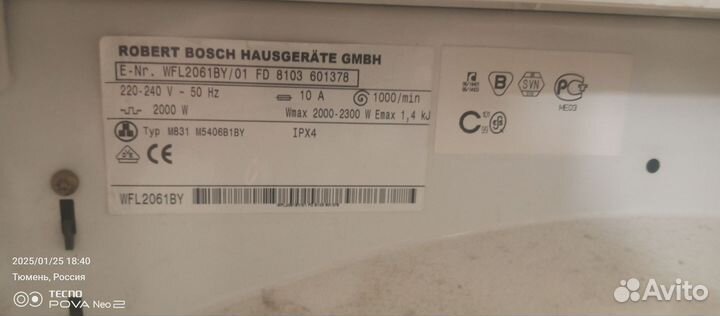 ROBERT BOSCH HAUSGERÄTE GMBH
E-Nr. WFL2061BY/01 FD 8103 601378
220-240 V - 50 Hz 10 A 1000/min
2000 W Wmax 2000-2300 W Emax 1,4 kJ
Typ M831 M5406B1BY IPX4
CE
WFL2061BY
B SVN PC
ME03
2025/01/25 18:40
Тюмень, Россия
TECNO
POVA Neo 2
Avito